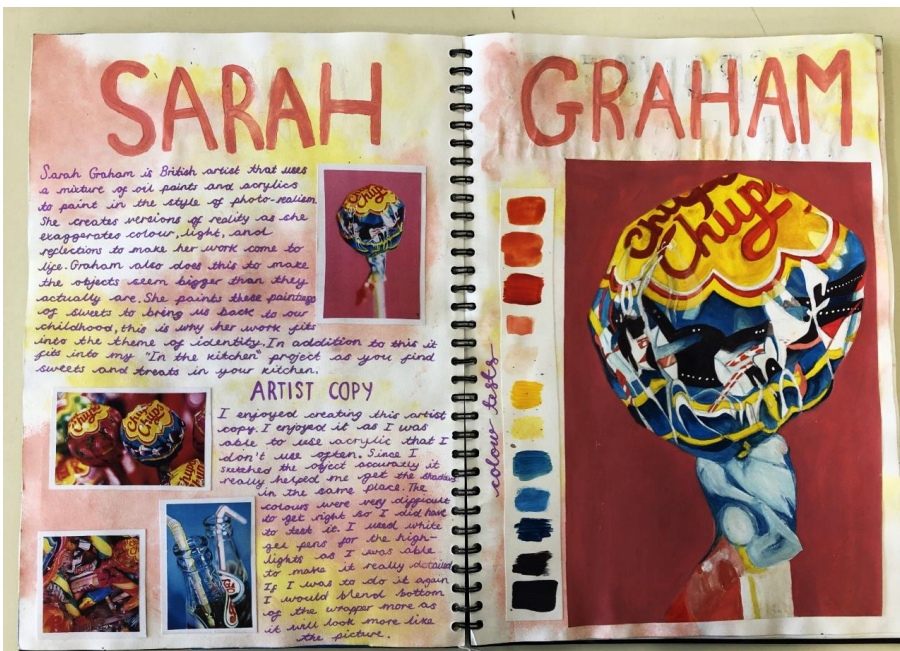 SARAH
GRAHAM
Sarah Graham is British artist that uses
a mixture of oil paints and acrylics
to paint in the style of photo-realism
She creates versions of reality as she
exaggerates colour, light, and
reflections to make her work come to
life. Graham also does this to make
the objects seem bigger than they
actually are. She paints these paintings
of sweets to bring us back to our
childhood, this is why her work fits
into the theme of identity. In addition to this it
fits into my "In the kitchen" project as you find
sweets and treats in your kitchen.
ARTIST COPY
I enjoyed creating this artist
copy. I enjoyed it as I was
able to use acrylic that I
don't use often. Since I
sketched the object accurately it
really helped me get the shadows
in the same place. The
colours were very difficult
to get right so I did have
to test it. I used white
gel pens for the high-
lights as I was able
to make it really detailed
If I was to do it again
I would blend bottom
of the wrapper more as
it will look more like
the picture.
Chups
Chups
Chups
colour tests
Chups
Chups